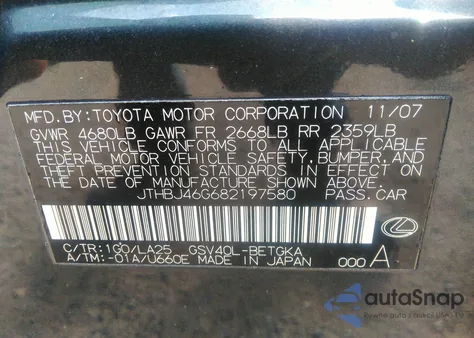 MFD.BY:TOYOTA MOTOR CORPORATION 11/07
GVWR 4680LB GAWR FR 2668LB RR 2359LB
THIS VEHICLE CONFORMS TO ALL APPLICABLE
FEDERAL MOTOR VEHICLE SAFETY,BUMPER,AND
THEFT PREVENTION STANDARDS IN EFFECT ON
THE DATE OF MANUFACTURE SHOWN ABOVE.
JTHBJ46G682197580 PASS.CAR
C/TR:1G0/LA25 GSV40L-BETGKA
A/TM:-01A/U660E MADE IN JAPAN 000 A
autoSnap